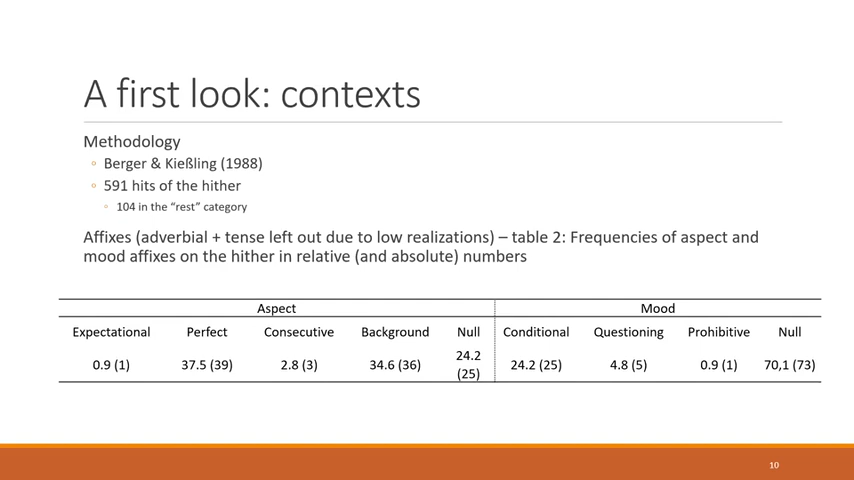 A first look: contexts
Methodology
◦ Berger & Kießling (1988)
◦ 591 hits of the hither
◦ 104 in the “rest” category
Affixes (adverbial + tense left out due to low realizations) – table 2: Frequencies of aspect and
mood affixes on the hither in relative (and absolute) numbers
Aspect Mood
Expectational Perfect Consecutive Background Null Conditional Questioning Prohibitive Null
0.9 (1) 37.5 (39) 2.8 (3) 34.6 (36) 24.2 (25) 24.2 (25) 4.8 (5) 0.9 (1) 70,1 (73)
10